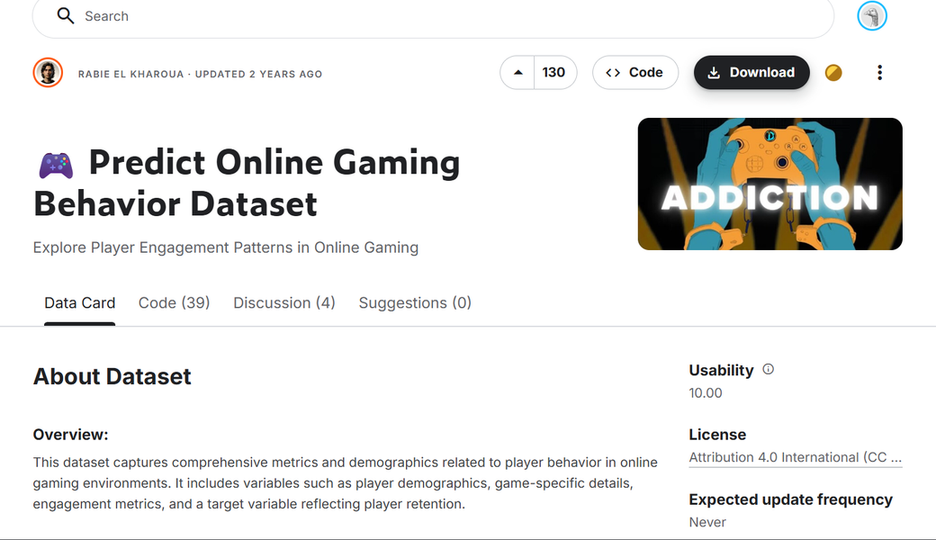 Search
RABIE EL KHAROUA · UPDATED 2 YEARS AGO
130
Code
Download
🎮 Predict Online Gaming
Behavior Dataset
Explore Player Engagement Patterns in Online Gaming
ADDICTION
Data Card
Code (39)
Discussion (4)
Suggestions (0)
About Dataset
Overview:
This dataset captures comprehensive metrics and demographics related to player behavior in online
gaming environments. It includes variables such as player demographics, game-specific details,
engagement metrics, and a target variable reflecting player retention.
Usability
10.00
License
Attribution 4.0 International (CC ...
Expected update frequency
Never